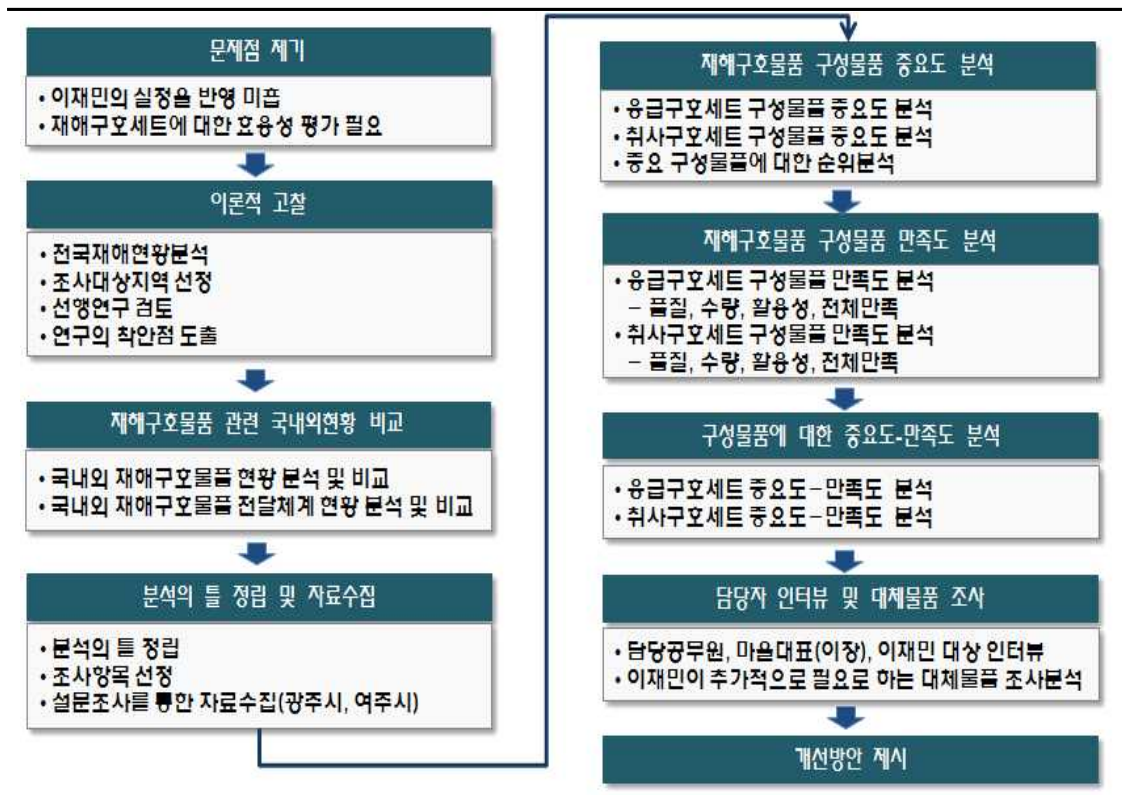 문제점 제기
• 이재민의 실정을 반영 미흡
• 재해구호세트에 대한 효용성 평가 필요
이론적 고찰
• 전국재해현황분석
• 조사대상지역 선정
• 선행연구 검토
• 연구의 착안점 도출
재해구호물품 관련 국내외현황 비교
• 국내외 재해구호물품 현황 분석 및 비교
• 국내외 재해구호물품 전달체계 현황 분석 및 비교
분석의 틀 정립 및 자료수집
• 분석의 틀 정립
• 조사항목 선정
• 설문조사를 통한 자료수집(광주시, 여주시)
재해구호물품 구성물품 중요도 분석
• 응급구호세트 구성물품 중요도 분석
• 취사구호세트 구성물품 중요도 분석
• 중요 구성물품에 대한 순위분석
재해구호물품 구성물품 만족도 분석
• 응급구호세트 구성물품 만족도 분석
– 품질, 수량, 활용성, 전체만족
• 취사구호세트 구성물품 만족도 분석
– 품질, 수량, 활용성, 전체만족
구성물품에 대한 중요도-만족도 분석
• 응급구호세트 중요도–만족도 분석
• 취사구호세트 중요도–만족도 분석
담당자 인터뷰 및 대체물품 조사
• 담당공무원, 마을대표(이장), 이재민 대상 인터뷰
• 이재민이 추가적으로 필요로 하는 대체물품 조사분석
개선방안 제시